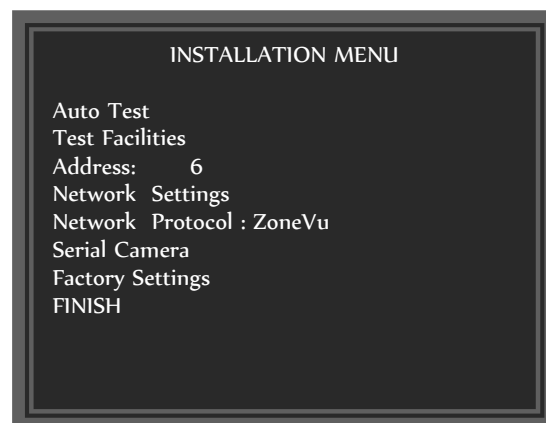 INSTALLATION MENU
Auto Test
Test Facilities
Address: 6
Network Settings
Network Protocol : ZoneVu
Serial Camera
Factory Settings
FINISH